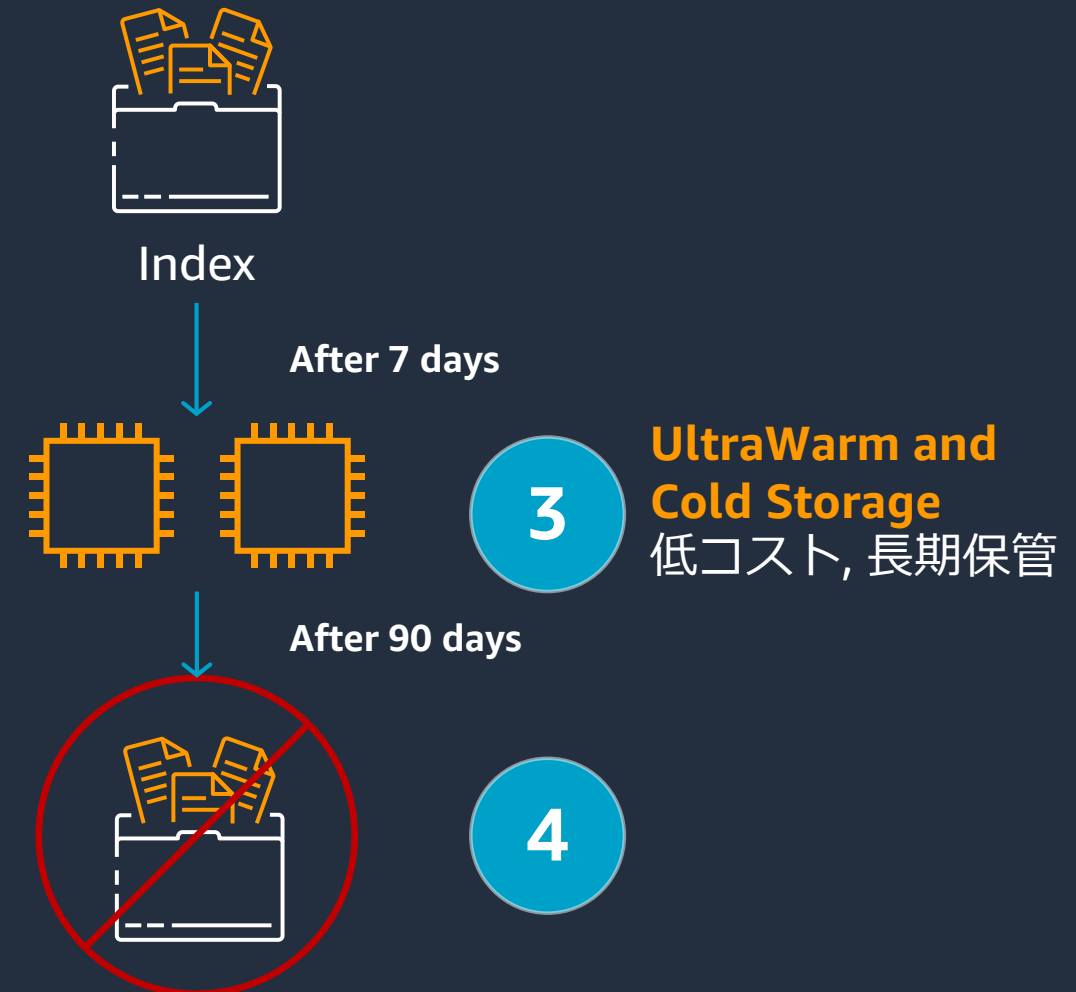 Index
After 7 days
3
UltraWarm and
Cold Storage
低コスト, 長期保管
After 90 days
4